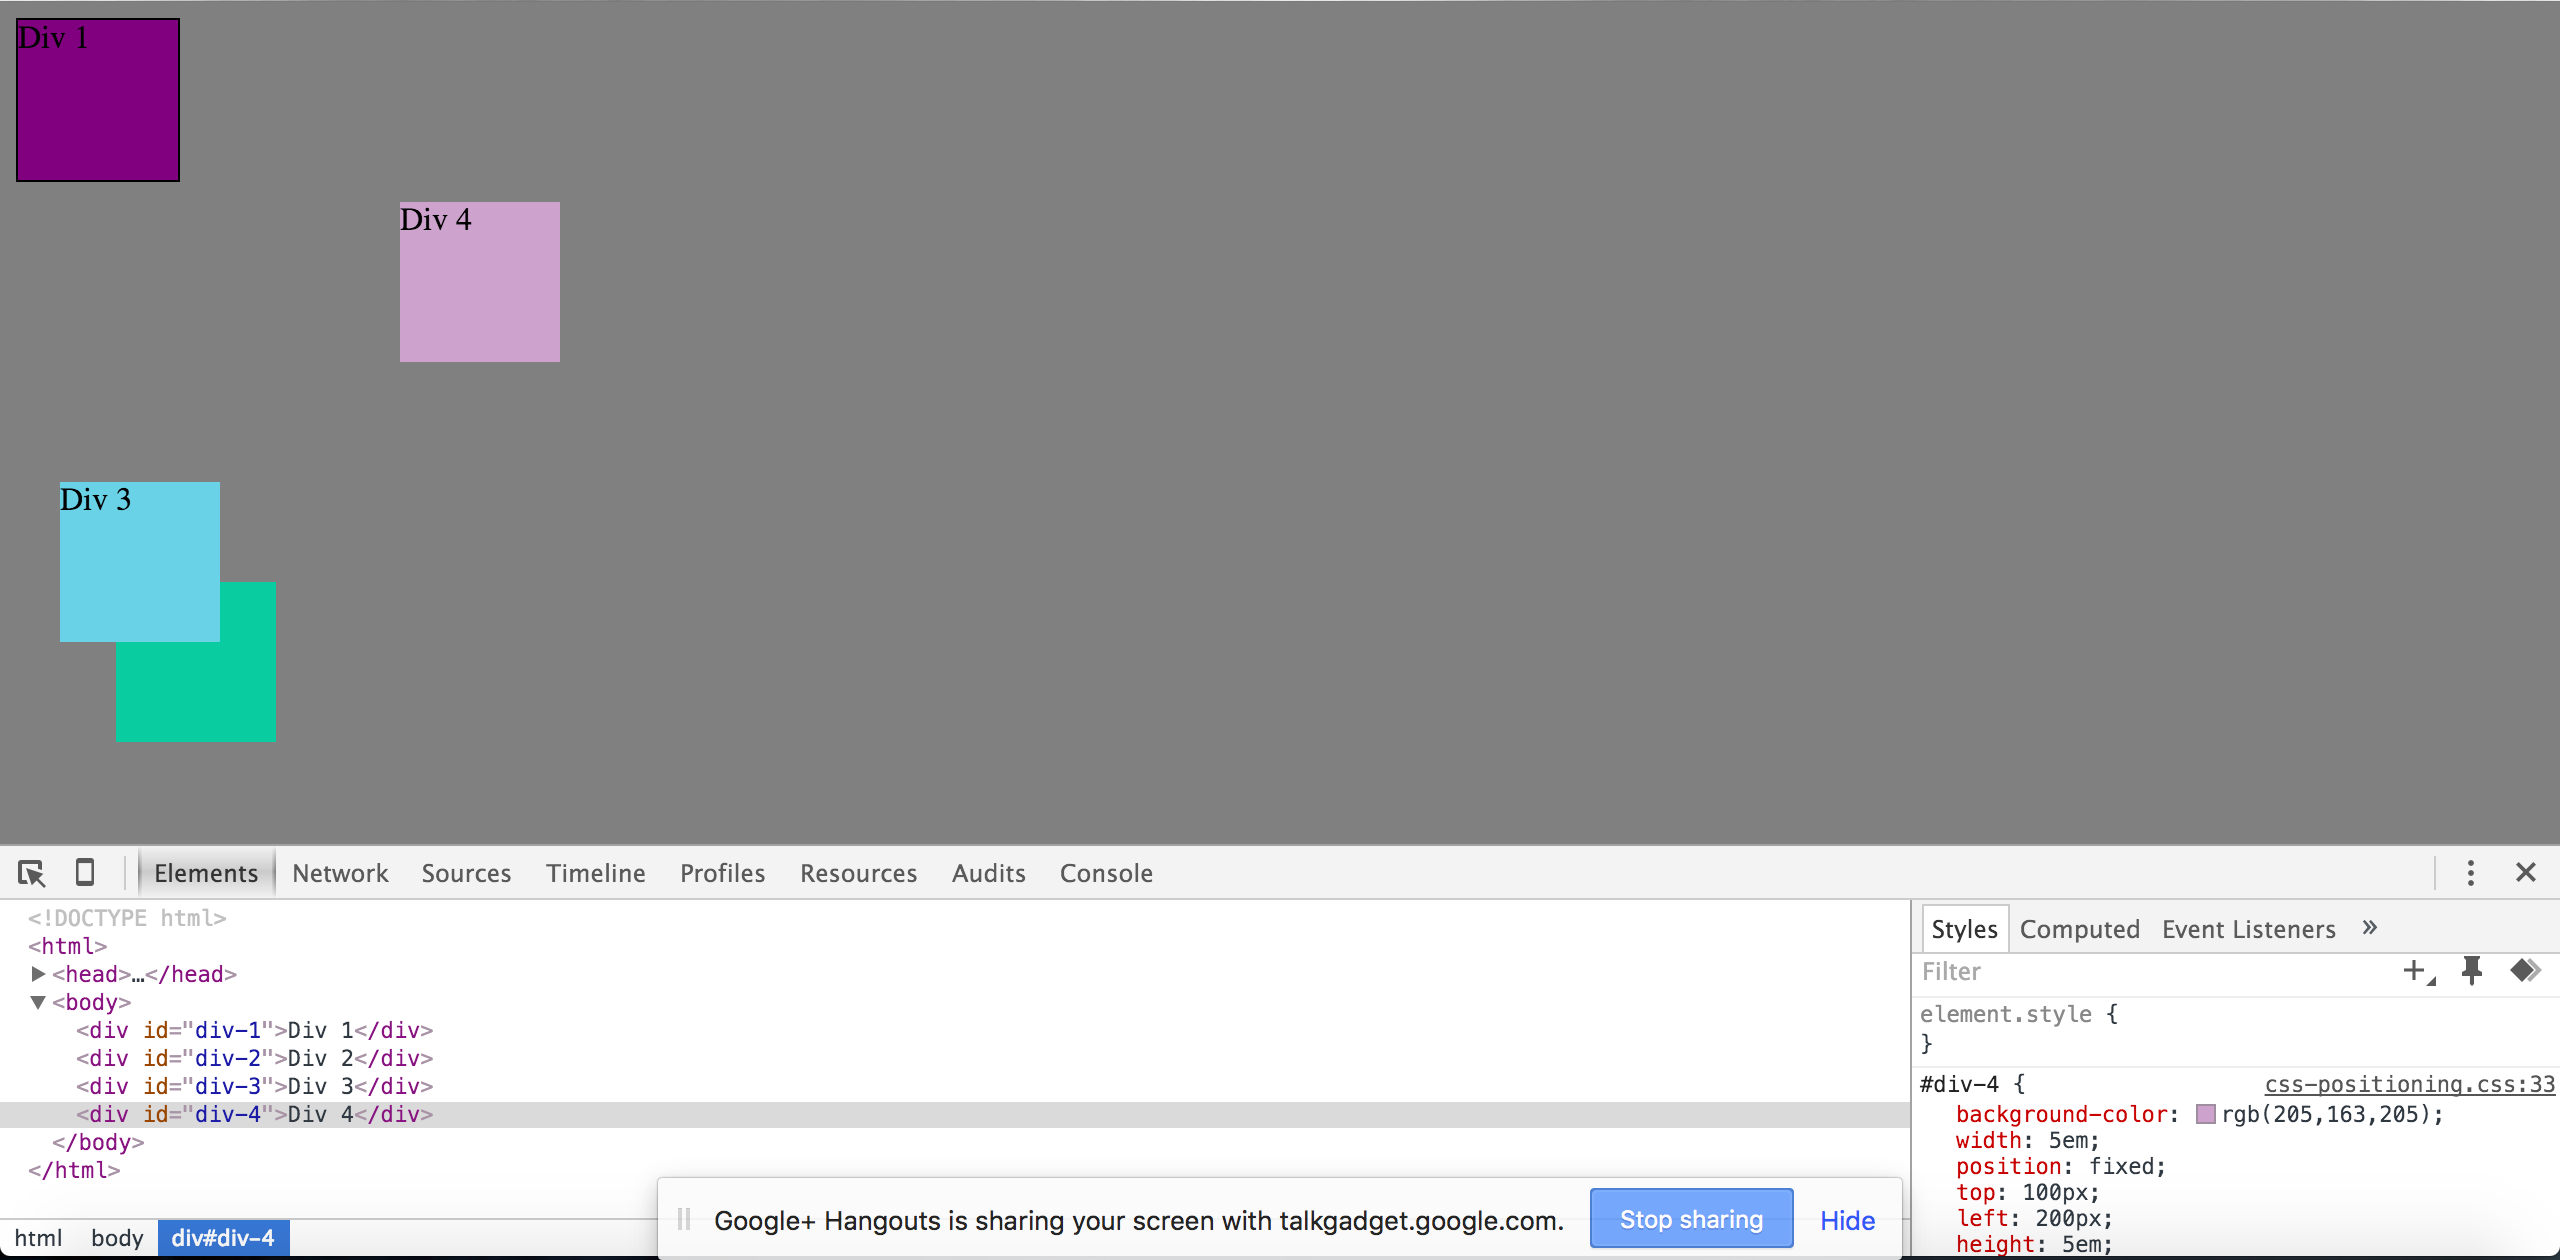 Div 1
Div 4
Div 3
Elements Network Sources Timeline Profiles Resources Audits Console
<!DOCTYPE html>
<html>
<head>…</head>
<body>
<div id="div-1">Div 1</div>
<div id="div-2">Div 2</div>
<div id="div-3">Div 3</div>
<div id="div-4">Div 4</div>
</body>
</html>
html body div#div-4
Styles Computed Event Listeners »
Filter
element.style {
}
#div-4 { css-positioning.css:33
background-color: rgb(205,163,205);
width: 5em;
position: fixed;
top: 100px;
left: 200px;
height: 5em;
Google+ Hangouts is sharing your screen with talkgadget.google.com. Stop sharing Hide